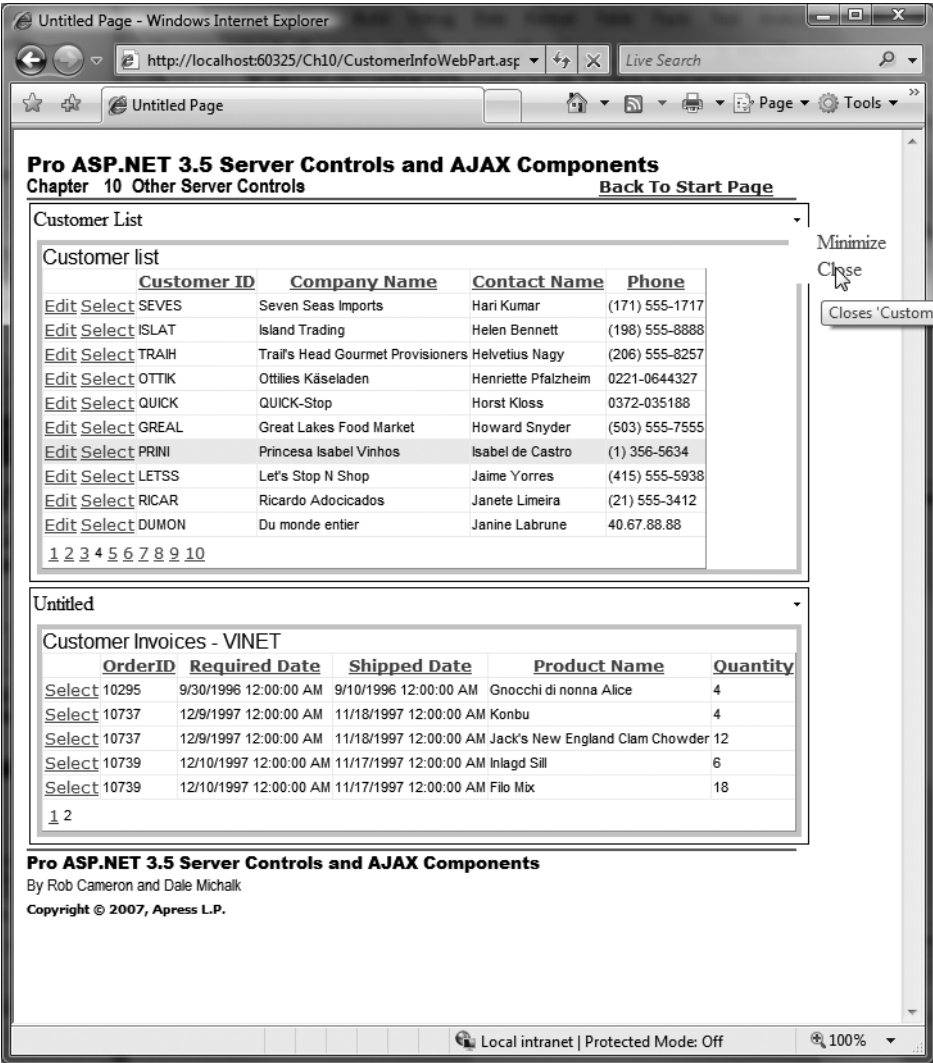 Untitled Page - Windows Internet Explorer
http://localhost:60325/Ch10/CustomerInfoWebPart.asp
Live Search
Untitled Page
Page Tools
Pro ASP.NET 3.5 Server Controls and AJAX Components
Chapter 10 Other Server Controls Back To Start Page
Customer List
Minimize
Close
Closes 'Custom
Customer list
Customer ID Company Name Contact Name Phone
Edit Select SEVES Seven Seas Imports Hari Kumar (171) 555-1717
Edit Select ISLAT Island Trading Helen Bennett (198) 555-8888
Edit Select TRAIH Trail's Head Gourmet Provisioners Helvetius Nagy (206) 555-8257
Edit Select OTTIK Ottilies Käseladen Henriette Pfalzheim 0221-0644327
Edit Select QUICK QUICK-Stop Horst Kloss 0372-035188
Edit Select GREAL Great Lakes Food Market Howard Snyder (503) 555-7555
Edit Select PRINI Princesa Isabel Vinhos Isabel de Castro (1) 356-5634
Edit Select LETSS Let's Stop N Shop Jaime Yorres (415) 555-5938
Edit Select RICAR Ricardo Adocicados Janete Limeira (21) 555-3412
Edit Select DUMON Du monde entier Janine Labrune 40.67.88.88
1 2 3 4 5 6 7 8 9 10
Untitled
Customer Invoices - VINET
OrderID Required Date Shipped Date Product Name Quantity
Select 10295 9/30/1996 12:00:00 AM 9/10/1996 12:00:00 AM Gnocchi di nonna Alice 4
Select 10737 12/9/1997 12:00:00 AM 11/18/1997 12:00:00 AM Konbu 4
Select 10737 12/9/1997 12:00:00 AM 11/18/1997 12:00:00 AM Jack's New England Clam Chowder 12
Select 10739 12/10/1997 12:00:00 AM 11/17/1997 12:00:00 AM Inlagd Sill 6
Select 10739 12/10/1997 12:00:00 AM 11/17/1997 12:00:00 AM Filo Mix 18
1 2
Pro ASP.NET 3.5 Server Controls and AJAX Components
By Rob Cameron and Dale Michalk
Copyright © 2007, Apress L.P.
Local intranet | Protected Mode: Off 100%